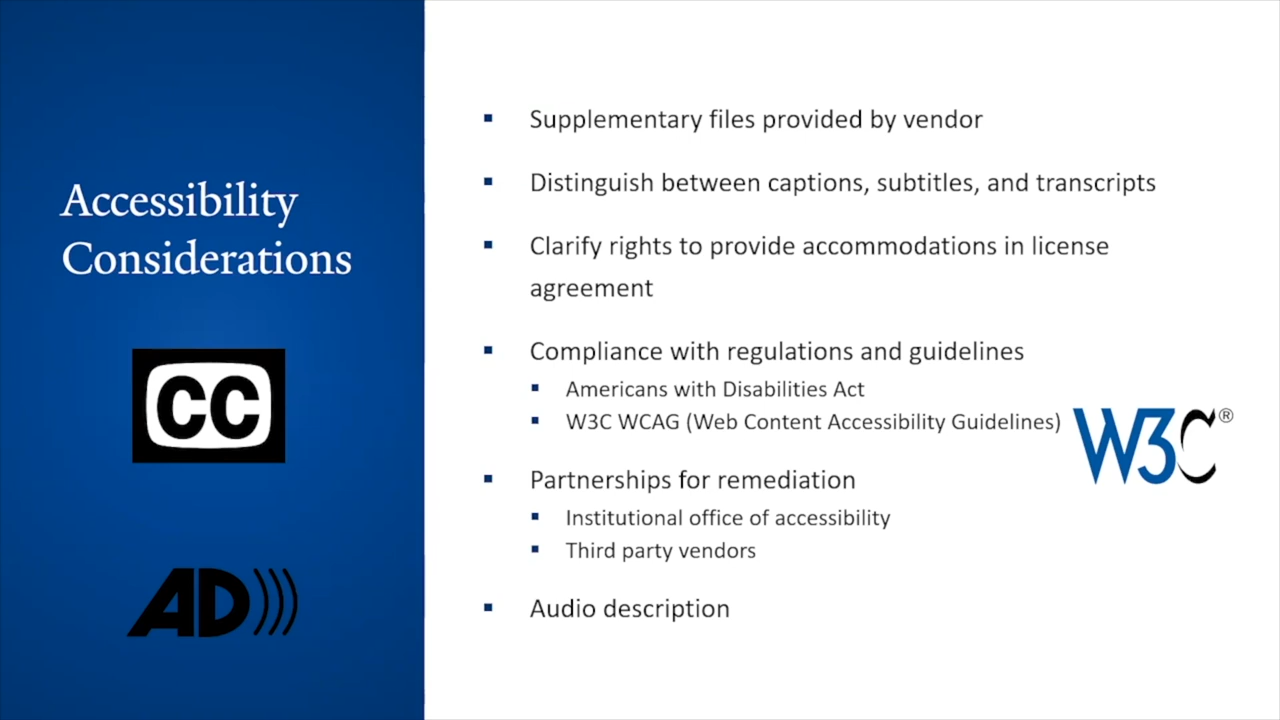 Accessibility
Considerations
CC
AD
Supplementary files provided by vendor
Distinguish between captions, subtitles, and transcripts
Clarify rights to provide accommodations in license
agreement
Compliance with regulations and guidelines
Americans with Disabilities Act
W3C WCAG (Web Content Accessibility Guidelines)
W3C®
Partnerships for remediation
Institutional office of accessibility
Third party vendors
Audio description